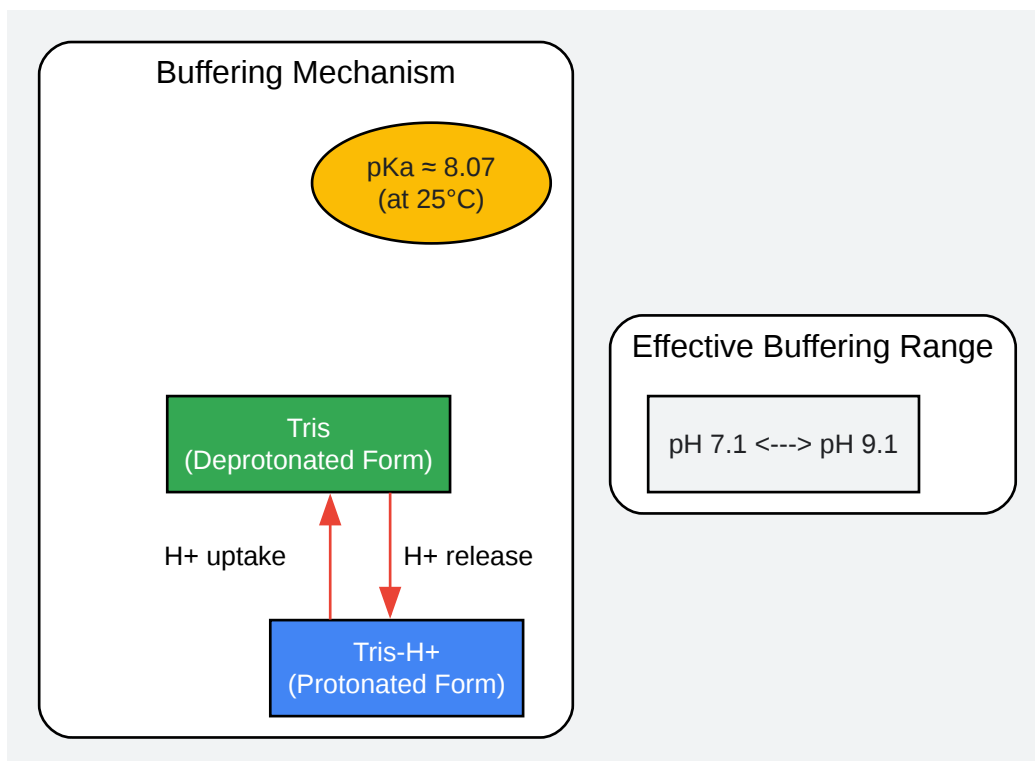 Buffering Mechanism
pKa ≈ 8.07
(at 25°C)
Effective Buffering Range
pH 7.1 <---> pH 9.1
Tris
(Deprotonated Form)
H+ uptake
H+ release
Tris-H+
(Protonated Form)